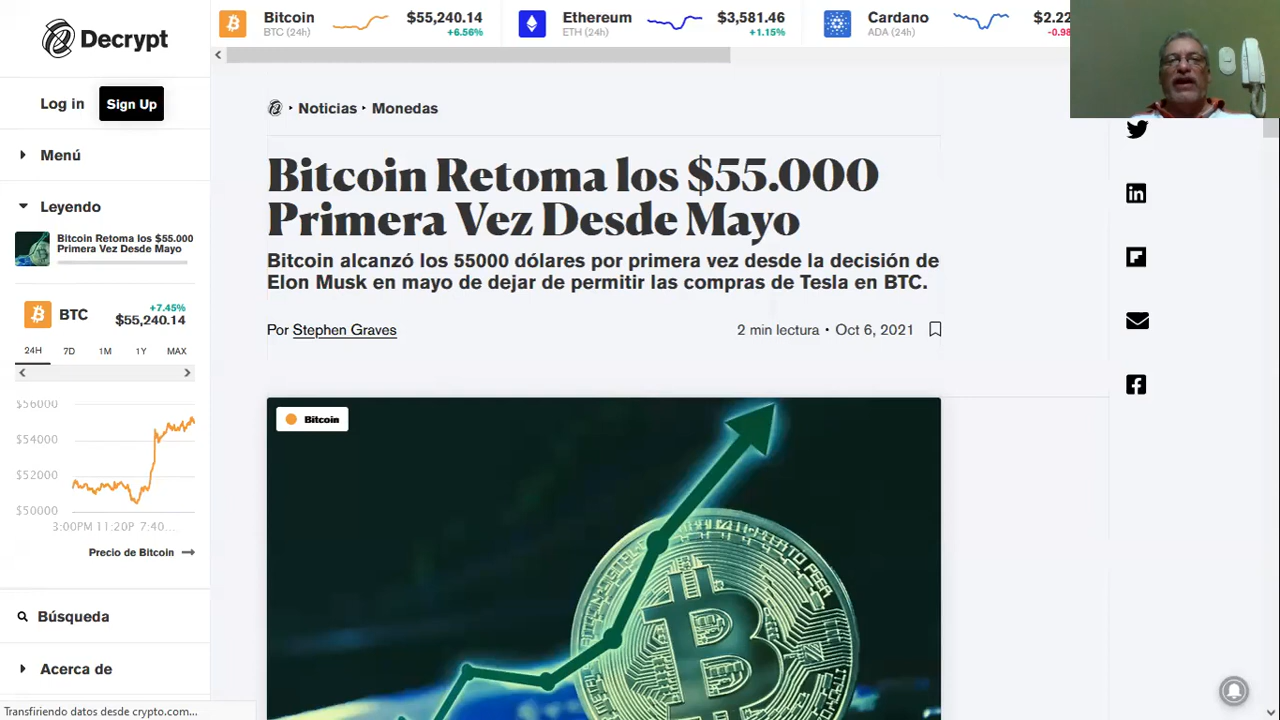 Decrypt
Log in
Sign Up
Menú
Leyendo
Bitcoin Retoma los $55.000
Primera Vez Desde Mayo
BTC
+7.45%
$55,240.14
24H 7D 1M 1Y MAX
$56000
$54000
$52000
$50000
3:00PM 11:20P 7:40...
Precio de Bitcoin
Búsqueda
Acerca de
Transfiriendo datos desde crypto.com...
Bitcoin
BTC (24h)
$55,240.14
+6.56%
Ethereum
ETH (24h)
$3,581.46
+1.15%
Cardano
ADA (24h)
$2.22
-0.98
Noticias Monedas
Bitcoin Retoma los $55.000
Primera Vez Desde Mayo
Bitcoin alcanzó los 55000 dólares por primera vez desde la decisión de
Elon Musk en mayo de dejar de permitir las compras de Tesla en BTC.
Por Stephen Graves
2 min lectura • Oct 6, 2021
Bitcoin